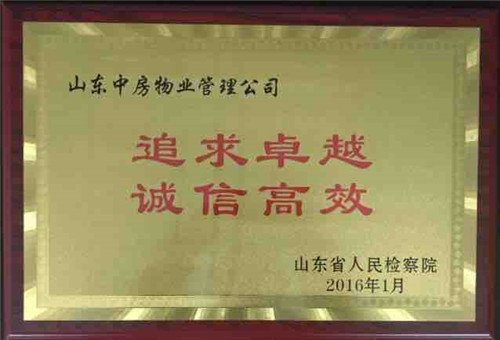 山东中房物业管理公司
追求卓越
诚信高效
山东省人民检察院
2016年1月